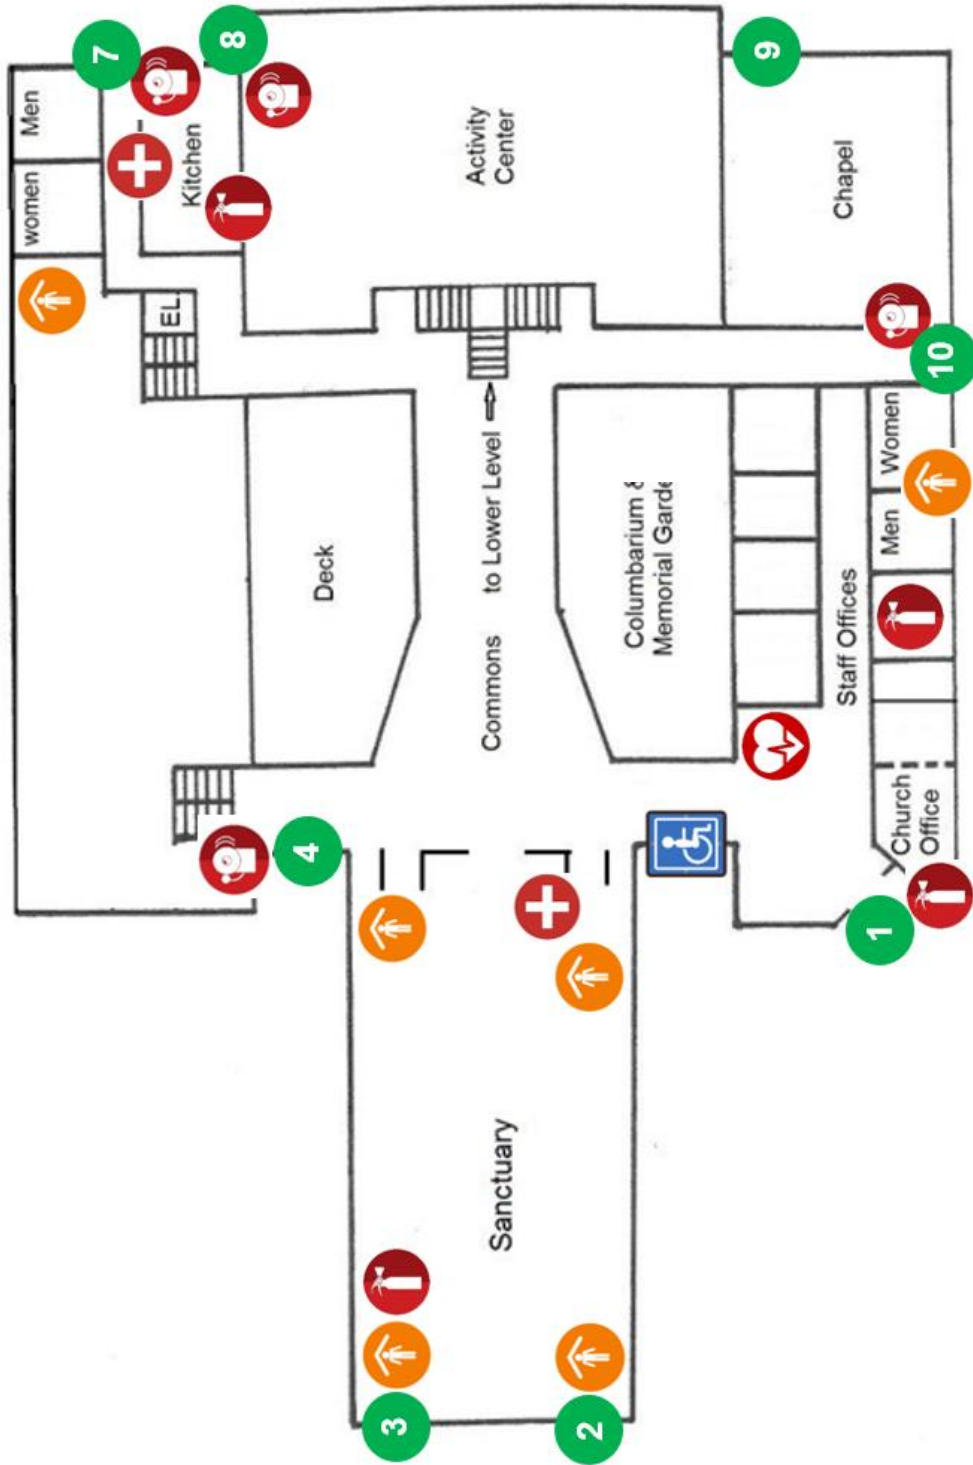 women
Men
7
EL.
Kitchen
8
4
Deck
3
Activity
Center
Sanctuary
Commons
to Lower Level
2
Columbarium &
Memorial Garde
9
Staff Offices
Chapel
1
Church
Office
Men
Women
10